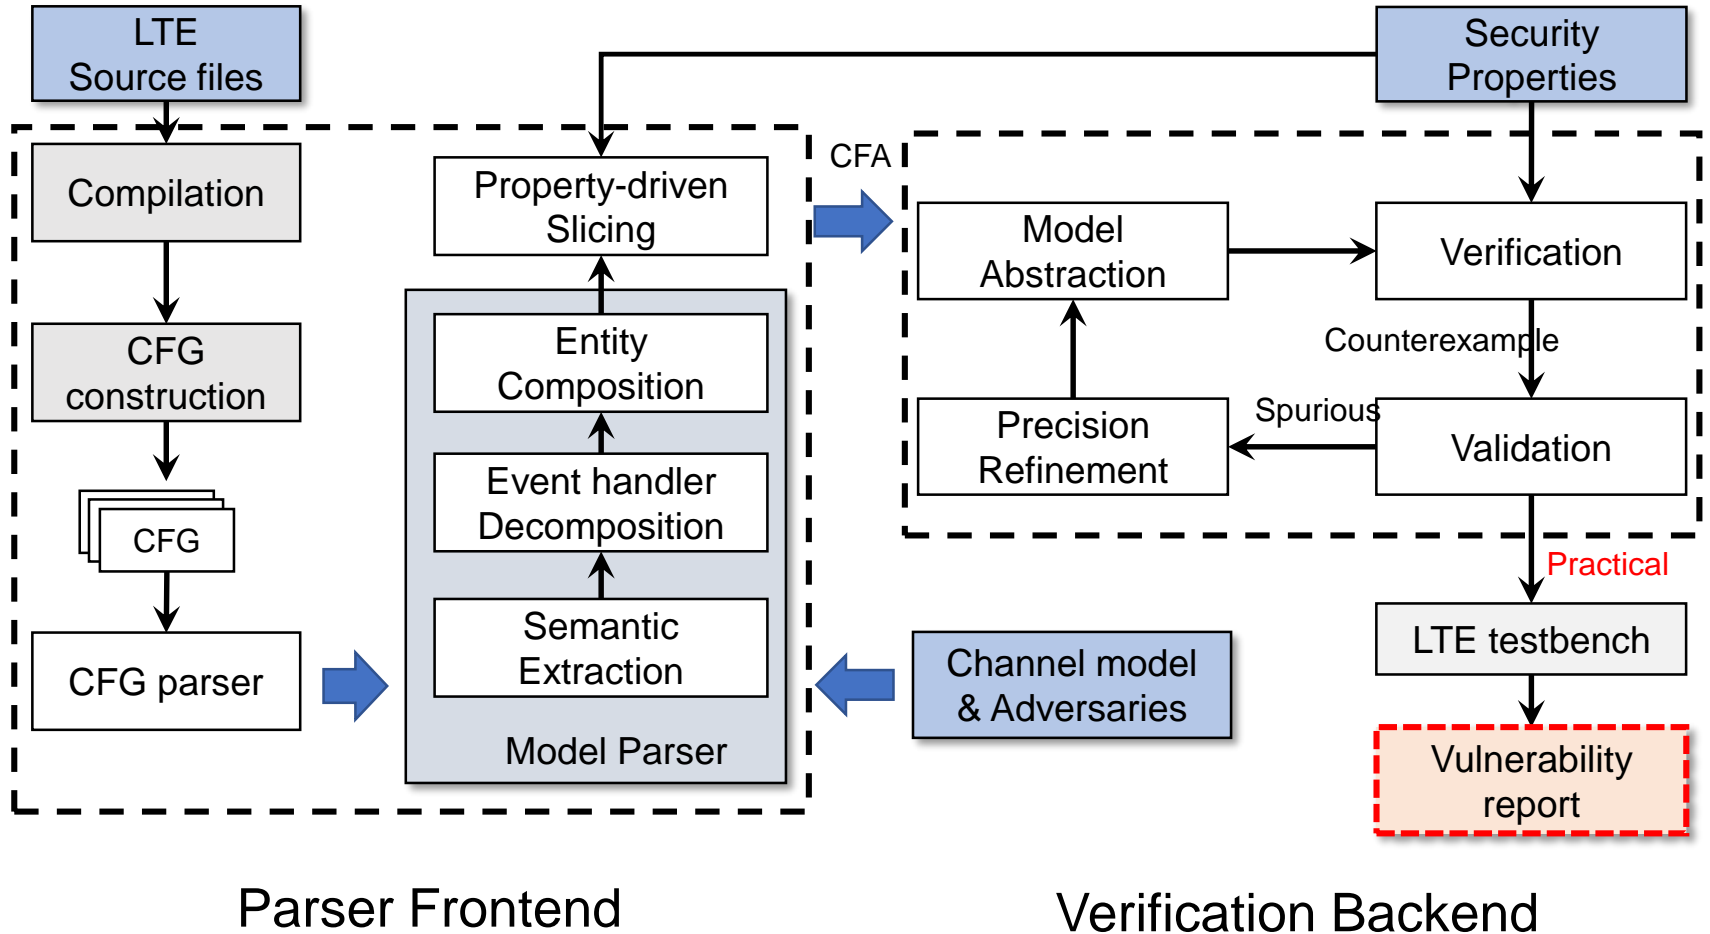 LTE
Source files
Security
Properties
Compilation
Property-driven
Slicing
CFA
Model
Abstraction
Verification
CFG
construction
Entity
Composition
Counterexample
Precision
Refinement
Spurious
Validation
Event handler
Decomposition
CFG
Practical
Semantic
Extraction
CFG parser
Channel model
& Adversaries
LTE testbench
Model Parser
Vulnerability
report
Parser Frontend
Verification Backend